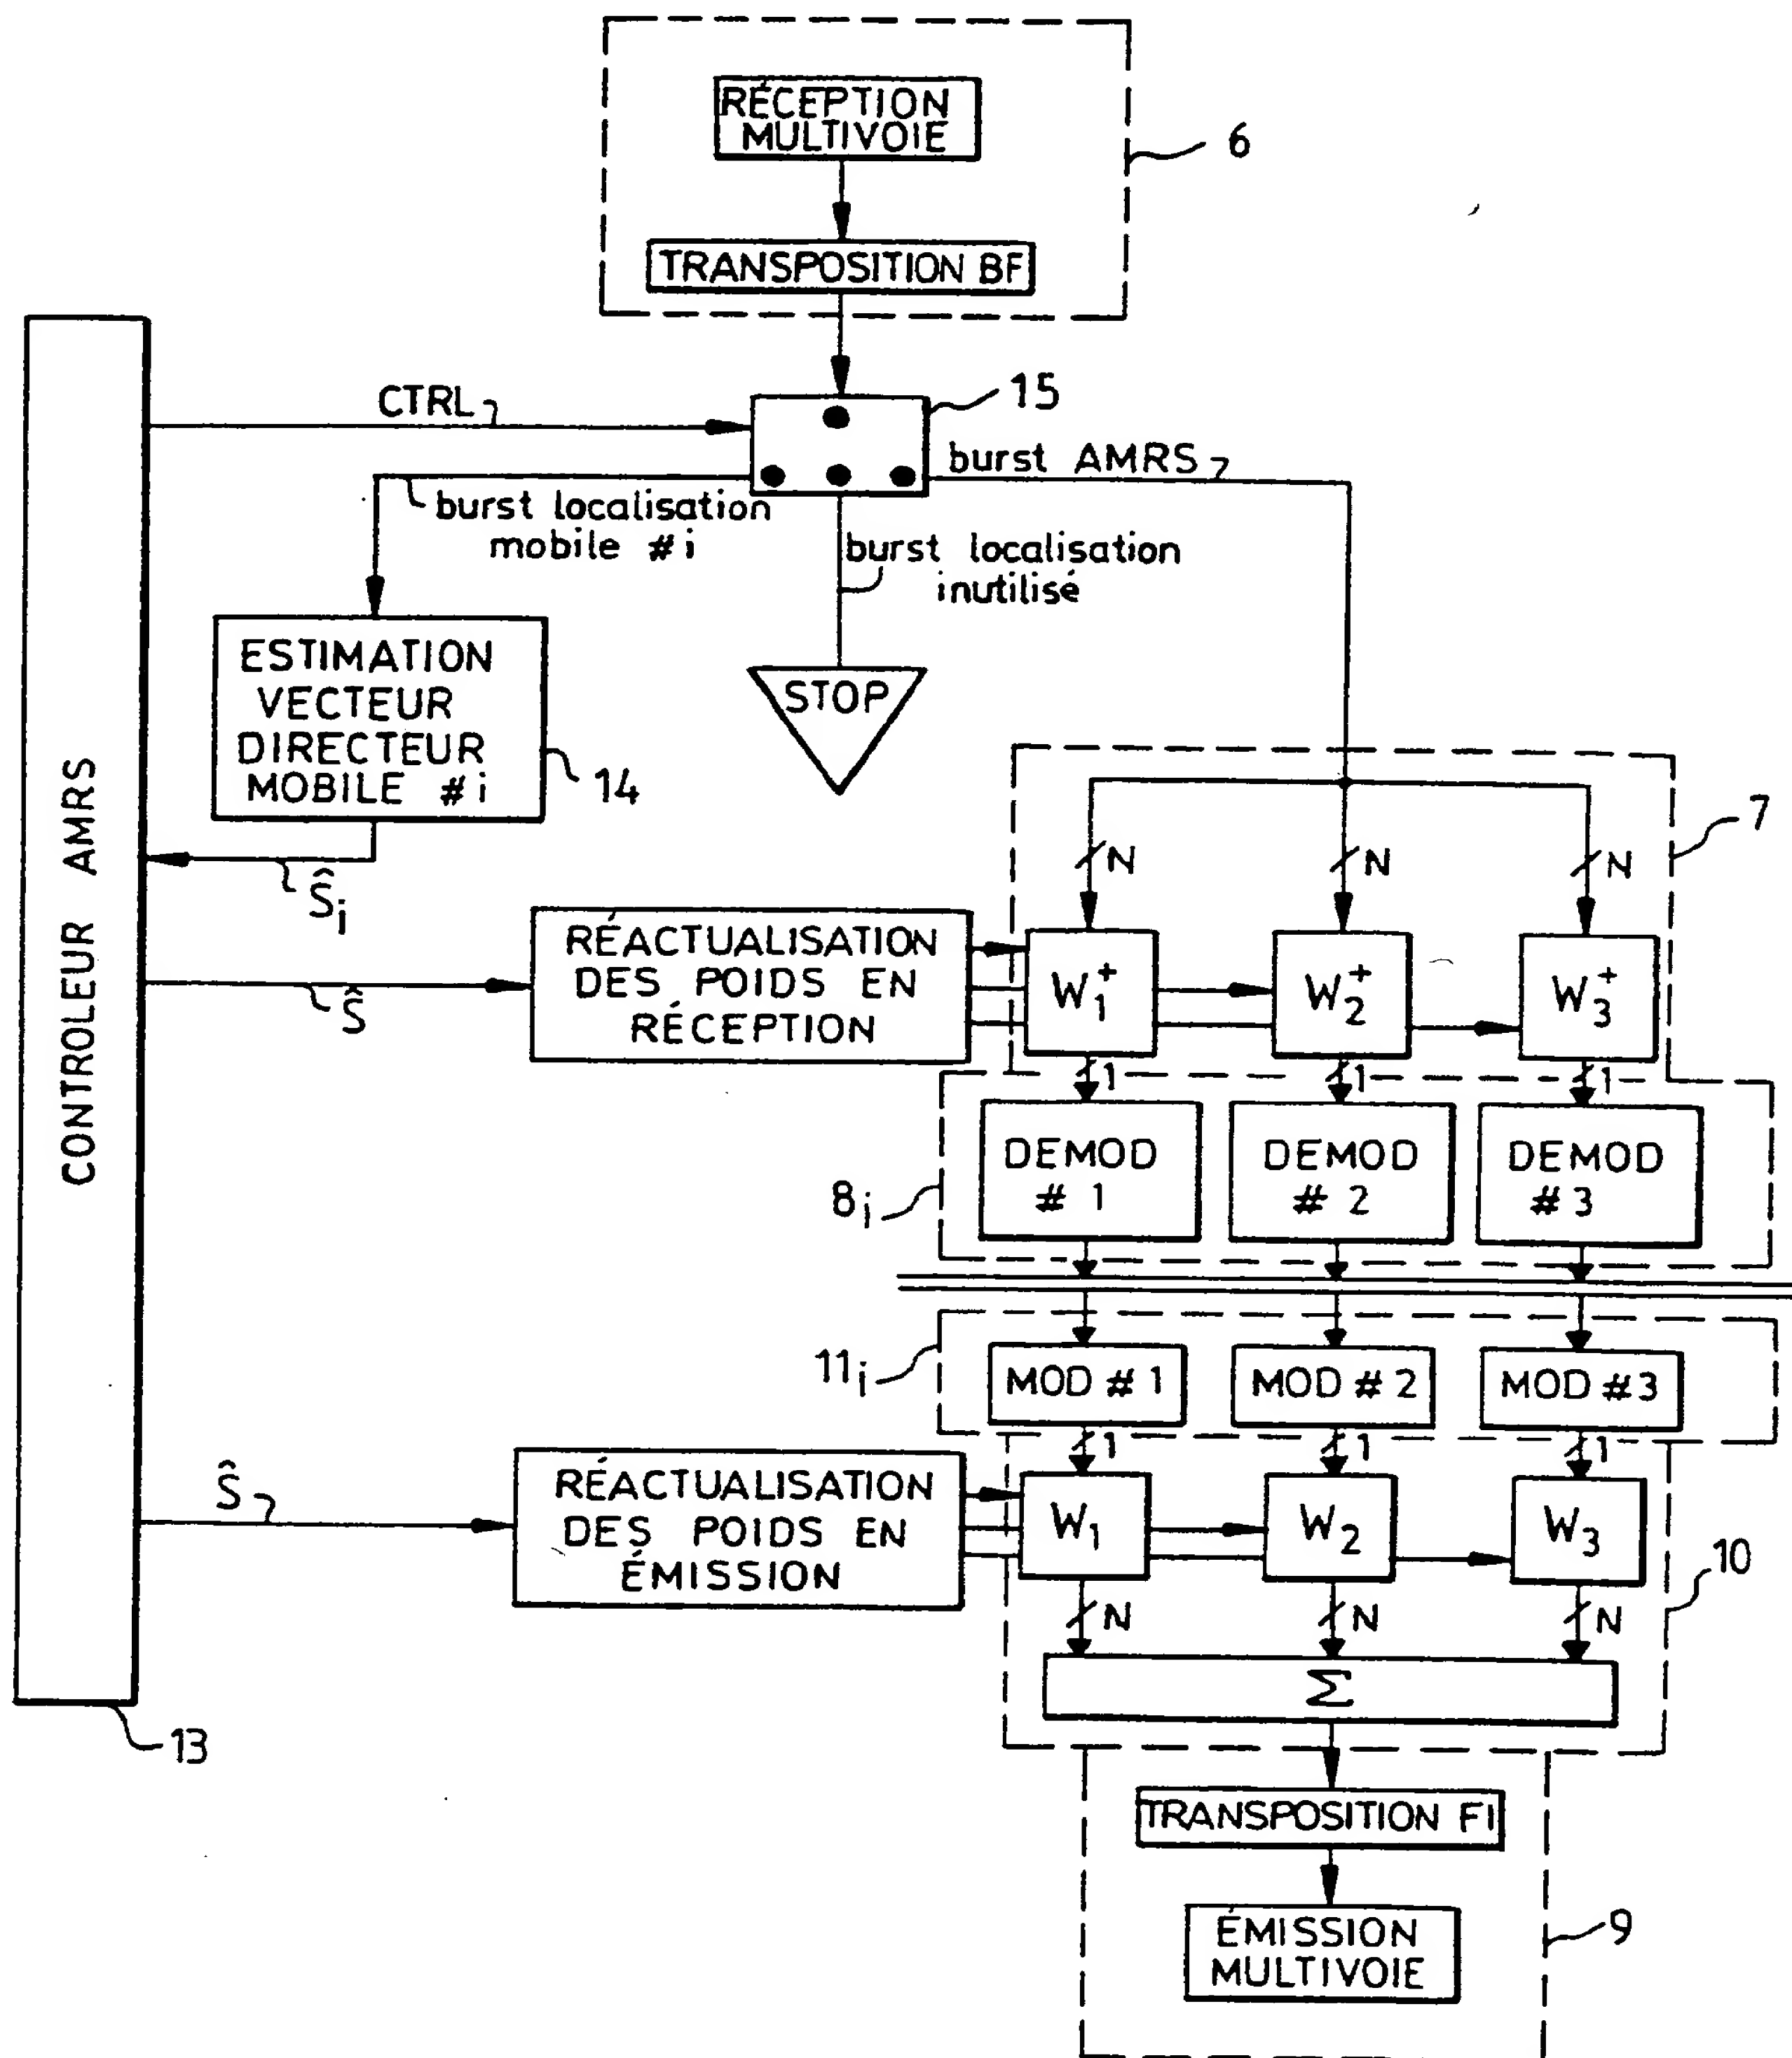 RÉCEPTION
MULTIVOIE
6
TRANSPOSITION BF
CTRL
15
burst AMRS
burst localisation
mobile #i
burst localisation
inutilisé
ESTIMATION
VECTEUR
DIRECTEUR
MOBILE #i
14
STOP
7
N
N
N
Ŝi
CONTROLEUR AMRS
RÉACTUALISATION
DES POIDS EN
RÉCEPTION
Ŝ
W1+
W2+
W3+
1
1
1
DEMOD
# 1
DEMOD
# 2
DEMOD
# 3
8i
11i
MOD # 1
MOD # 2
MOD # 3
1
1
1
Ŝ
RÉACTUALISATION
DES POIDS EN
ÉMISSION
W1
W2
W3
10
N
N
N
Σ
13
TRANSPOSITION FI
ÉMISSION
MULTIVOIE
9